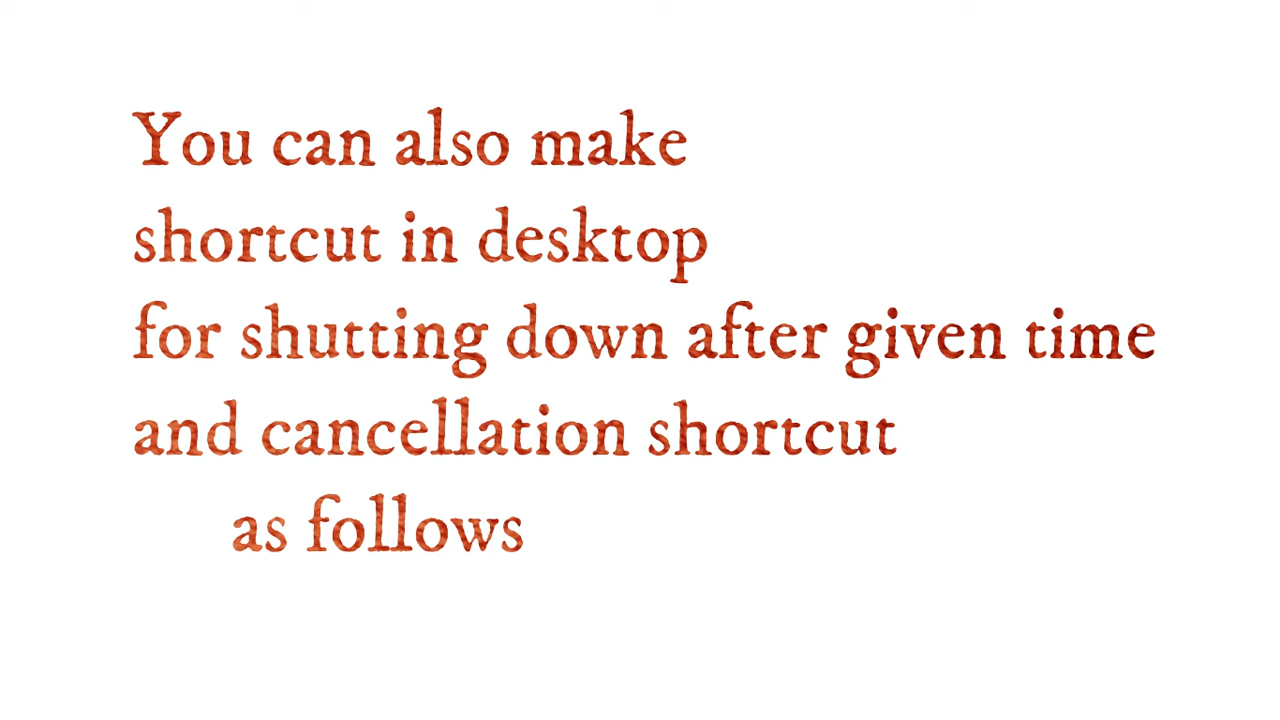 You can also make
shortcut in desktop
for shutting down after given time
and cancellation shortcut
as follows